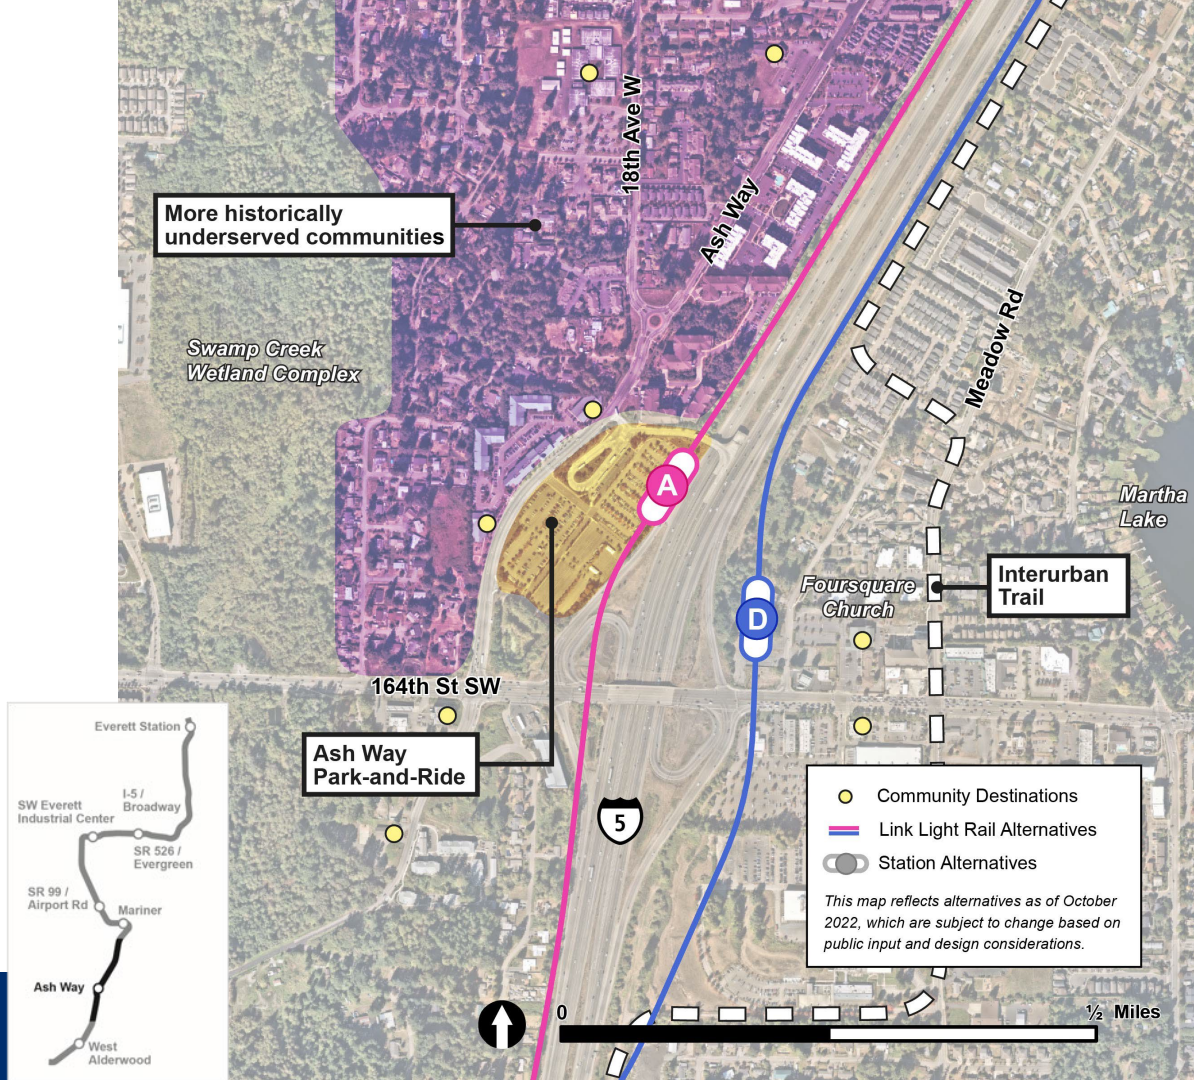 18th Ave W
Ash Way
More historically
underserved communities
Swamp Creek
Wetland Complex
Meadow Rd
A
Martha
Lake
Interurban
Trail
Foursquare
Church
D
164th St SW
Ash Way
Park-and-Ride
5
Everett Station
I-5 /
Broadway
SW Everett
Industrial Center
SR 526 /
Evergreen
SR 99 /
Airport Rd
Mariner
Ash Way
West
Alderwood
Community Destinations
Link Light Rail Alternatives
Station Alternatives
This map reflects alternatives as of October
2022, which are subject to change based on
public input and design considerations.
0
½ Miles